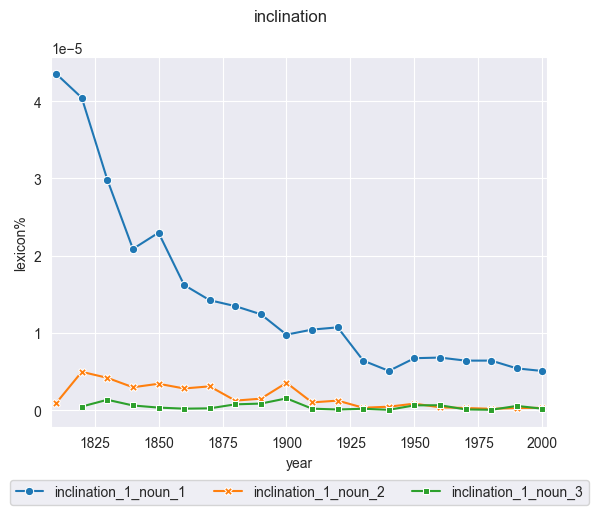 inclination
1e−5
4
3
2
1
0
lexicon%
1825 1850 1875 1900 1925 1950 1975 2000
year
inclination_1_noun_1 inclination_1_noun_2 inclination_1_noun_3